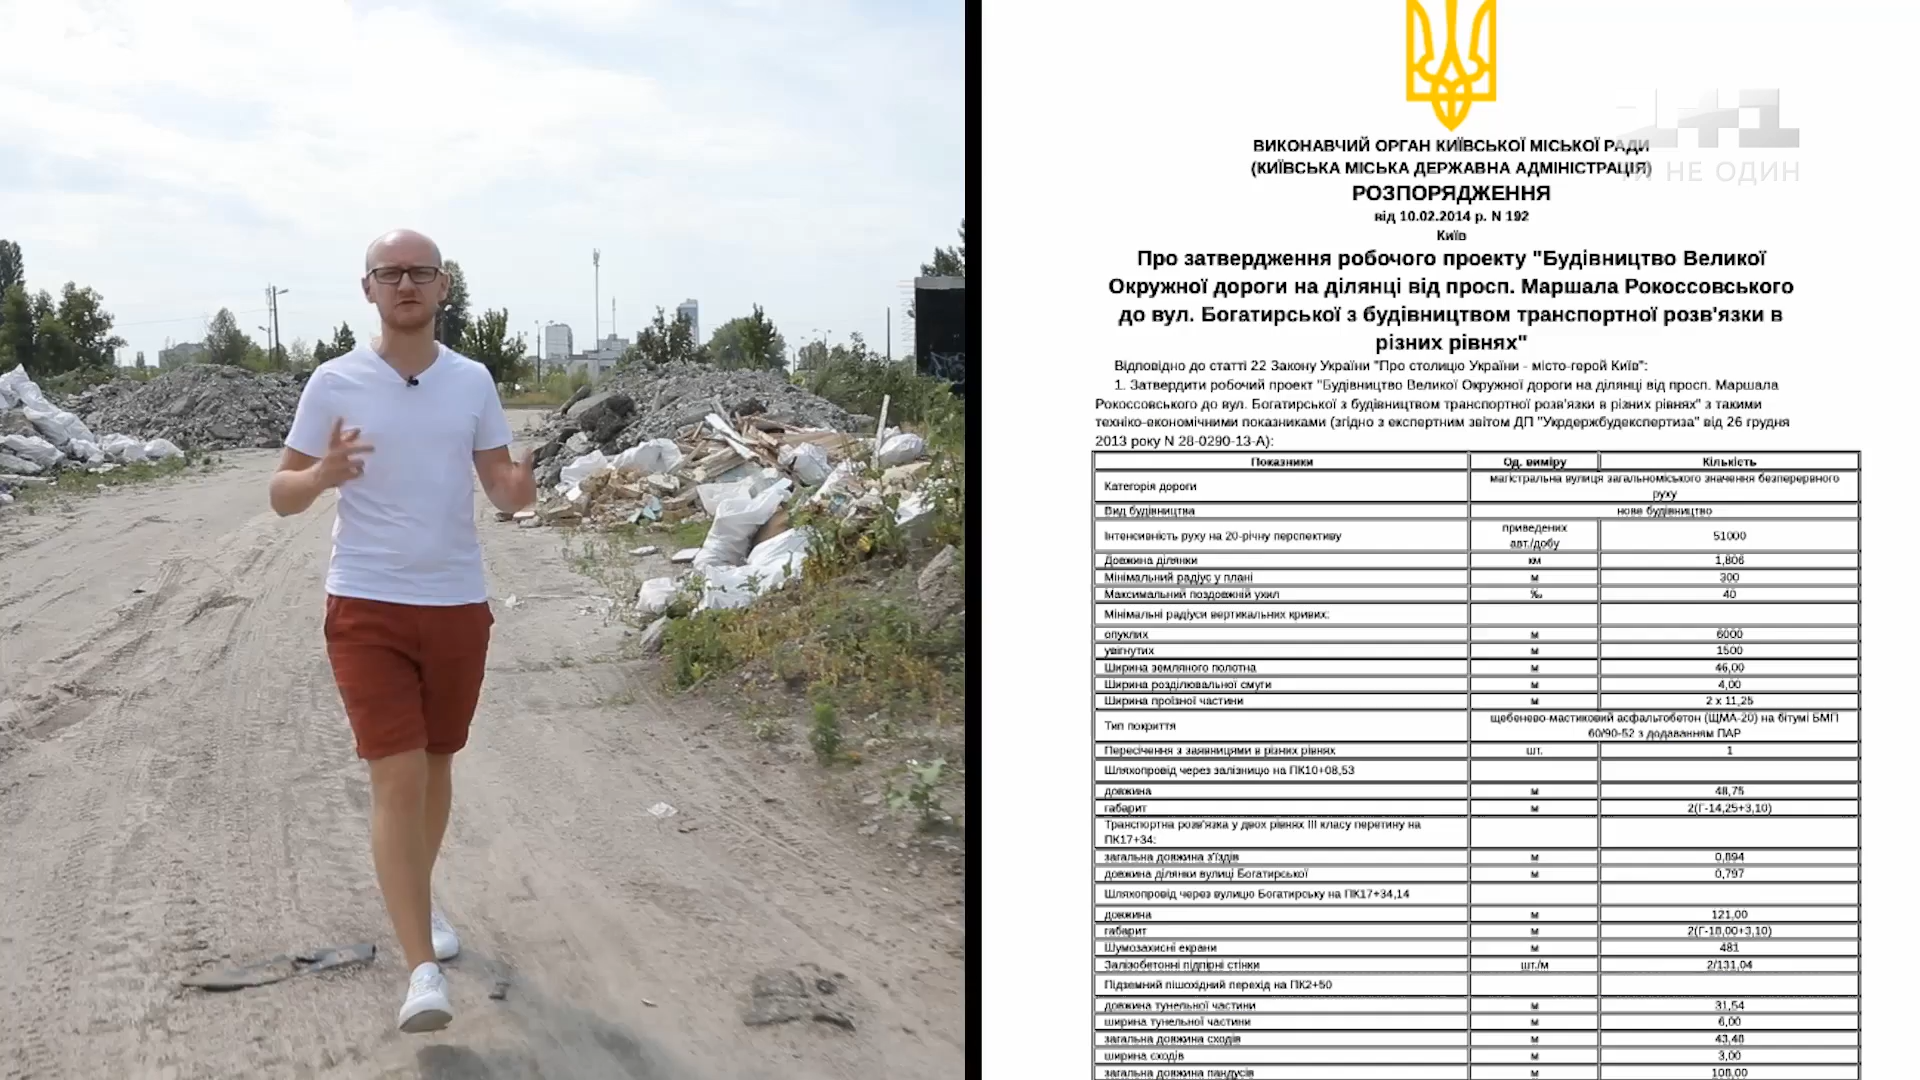 1+1
ТИ НЕ ОДИН
ВИКОНАВЧИЙ ОРГАН КИЇВСЬКОЇ МІСЬКОЇ РАДИ
(КИЇВСЬКА МІСЬКА ДЕРЖАВНА АДМІНІСТРАЦІЯ)
РОЗПОРЯДЖЕННЯ
від 10.02.2014 р. N 192
Київ
Про затвердження робочого проекту "Будівництво Великої
Окружної дороги на ділянці від просп. Маршала Рокоссовського
до вул. Богатирської з будівництвом транспортної розв'язки в
різних рівнях"
Відповідно до статті 22 Закону України "Про столицю України - місто-герой Київ":
1. Затвердити робочий проект "Будівництво Великої Окружної дороги на ділянці від просп. Маршала
Рокоссовського до вул. Богатирської з будівництвом транспортної розв'язки в різних рівнях" з такими
техніко-економічними показниками (згідно з експертним звітом ДП "Укрдержбудекспертиза" від 26 грудня
2013 року N 28-0290-13-А):
Показники Од. виміру Кількість
Категорія дороги магістральна вулиця загальноміського значення безперервного
руху
Вид будівництва нове будівництво
Інтенсивність руху на 20-річну перспективу приведених
авт./добу 51000
Довжина ділянки км 1,806
Мінімальний радіус у плані м 300
Максимальний поздовжній ухил ‰ 40
Мінімальні радіуси вертикальних кривих:
опуклих м 6000
увігнутих м 1500
Ширина земляного полотна м 46,00
Ширина розділювальної смуги м 4,00
Ширина проїзної частини м 2 x 11,25
Тип покриття щебенево-мастиковий асфальтобетон (ЩМА-20) на бітумі БМП
60/90-52 з додаванням ПАР
Пересічення з залізницями в різних рівнях шт. 1
Шляхопровід через залізницю на ПК10+08,53
довжина м 48,75
габарит м 2(Г-14,25+3,10)
Транспортна розв'язка у двох рівнях III класу перетину на
ПК17+34:
загальна довжина з'їздів м 0,894
довжина ділянки вулиці Богатирської м 0,797
Шляхопровід через вулицю Богатирську на ПК17+34,14
довжина м 121,00
габарит м 2(Г-18,00+3,10)
Шумозахисні екрани м 481
Залізобетонні підпірні стінки шт./м 2/131,04
Підземний пішохідний перехід на ПК2+50
довжина тунельної частини м 31,54
ширина тунельної частини м 6,00
загальна довжина сходів м 43,48
ширина сходів м 3,00
загальна довжина пандусів м 108,00